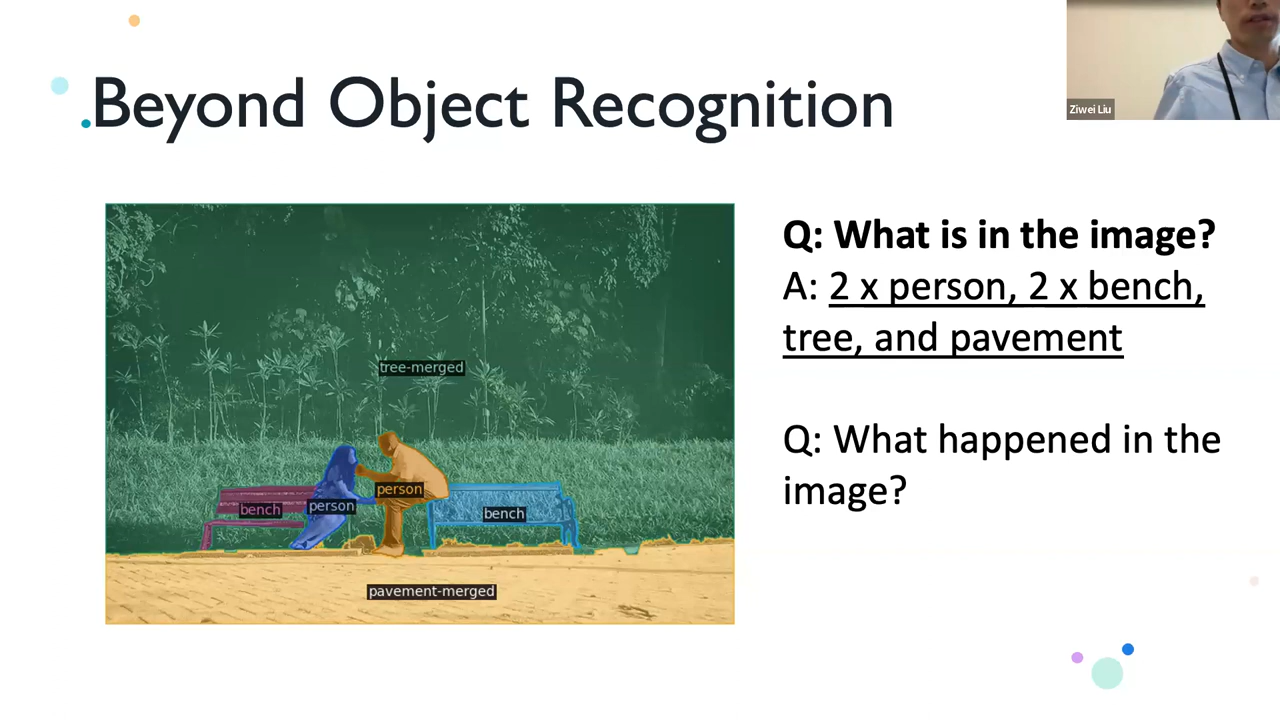 Beyond Object Recognition
Ziwei Liu
tree-merged
person
bench
person
bench
pavement-merged
Q: What is in the image?
A: 2 x person, 2 x bench,
tree, and pavement
Q: What happened in the
image?